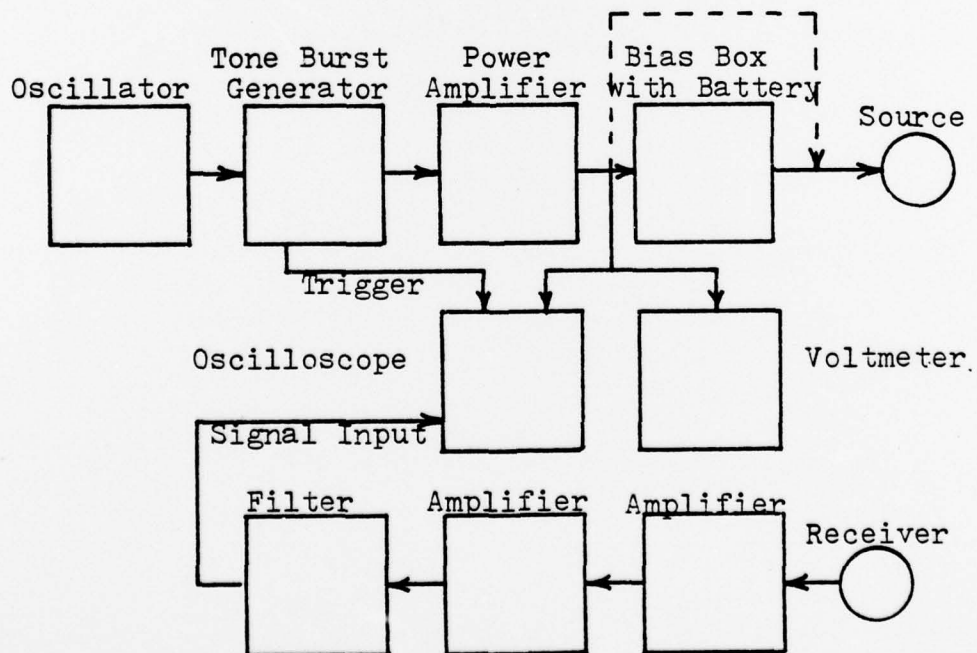 Oscillator
Tone Burst
Generator
Power
Amplifier
Bias Box
with Battery
Source
Trigger
Oscilloscope
Voltmeter
Signal Input
Filter
Amplifier
Amplifier
Receiver